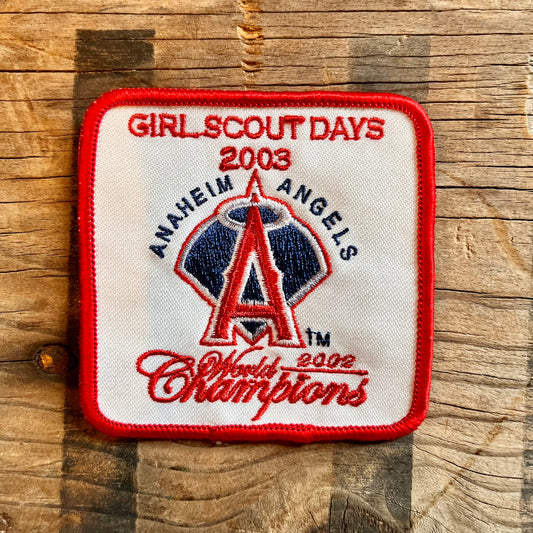 GIRL SCOUT DAYS
2003
ANAHEIM ANGELS
A
TM
World 2002
Champions